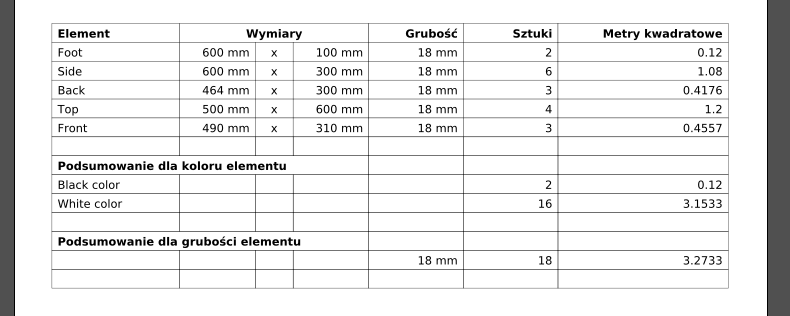 Element Wymiary Grubość Sztuki Metry kwadratowe
Foot 600 mm x 100 mm 18 mm 2 0.12
Side 600 mm x 300 mm 18 mm 6 1.08
Back 464 mm x 300 mm 18 mm 3 0.4176
Top 500 mm x 600 mm 18 mm 4 1.2
Front 490 mm x 310 mm 18 mm 3 0.4557
Podsumowanie dla koloru elementu
Black color 2 0.12
White color 16 3.1533
Podsumowanie dla grubości elementu
18 mm 18 3.2733